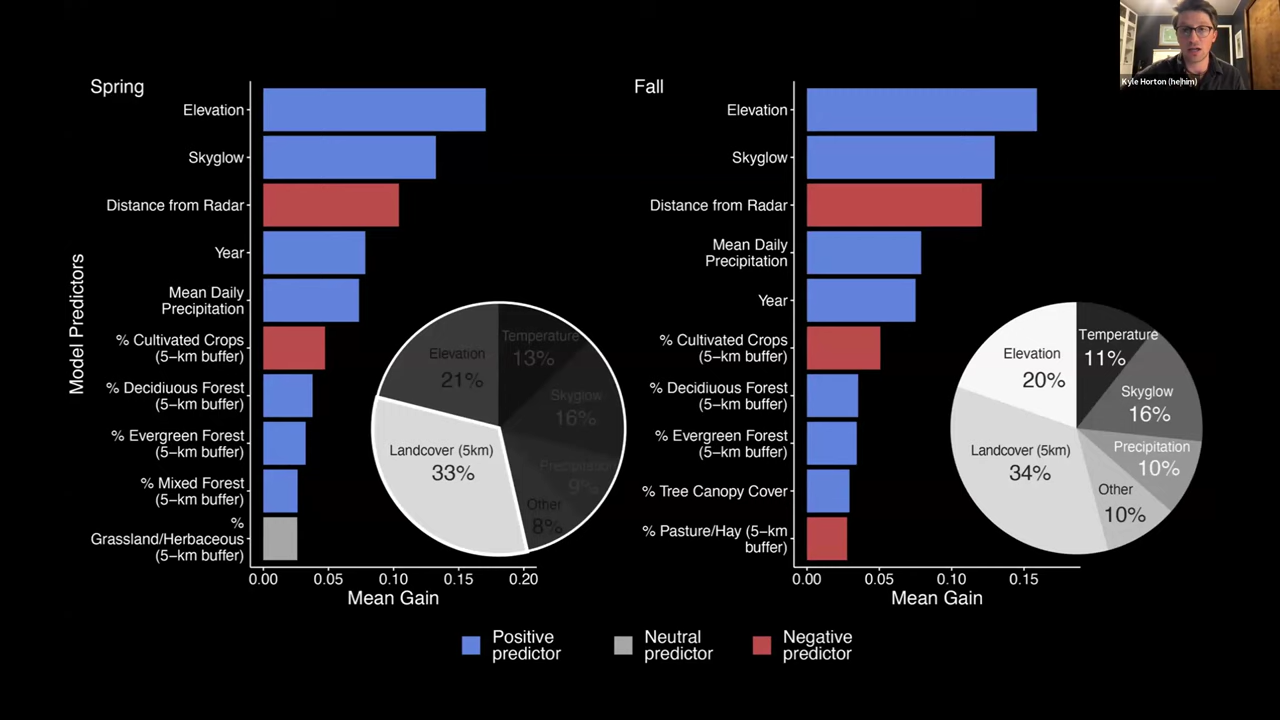 Kyle Horton (he|him)
Spring
Model Predictors
Elevation
Skyglow
Distance from Radar
Year
Mean Daily
Precipitation
% Cultivated Crops
(5−km buffer)
% Decidiuous Forest
(5−km buffer)
% Evergreen Forest
(5−km buffer)
% Mixed Forest
(5−km buffer)
%
Grassland/Herbaceous
(5−km buffer)
0.00 0.05 0.10 0.15 0.20
Mean Gain
Temperature
13%
Elevation
21%
Skyglow
16%
Landcover (5km)
33%
Precipitation
9%
Other
8%
Fall
Elevation
Skyglow
Distance from Radar
Mean Daily
Precipitation
Year
% Cultivated Crops
(5−km buffer)
% Decidiuous Forest
(5−km buffer)
% Evergreen Forest
(5−km buffer)
% Tree Canopy Cover
% Pasture/Hay (5−km
buffer)
0.00 0.05 0.10 0.15
Mean Gain
Temperature
11%
Elevation
20%
Skyglow
16%
Landcover (5km)
34%
Precipitation
10%
Other
10%
Positive
predictor
Neutral
predictor
Negative
predictor